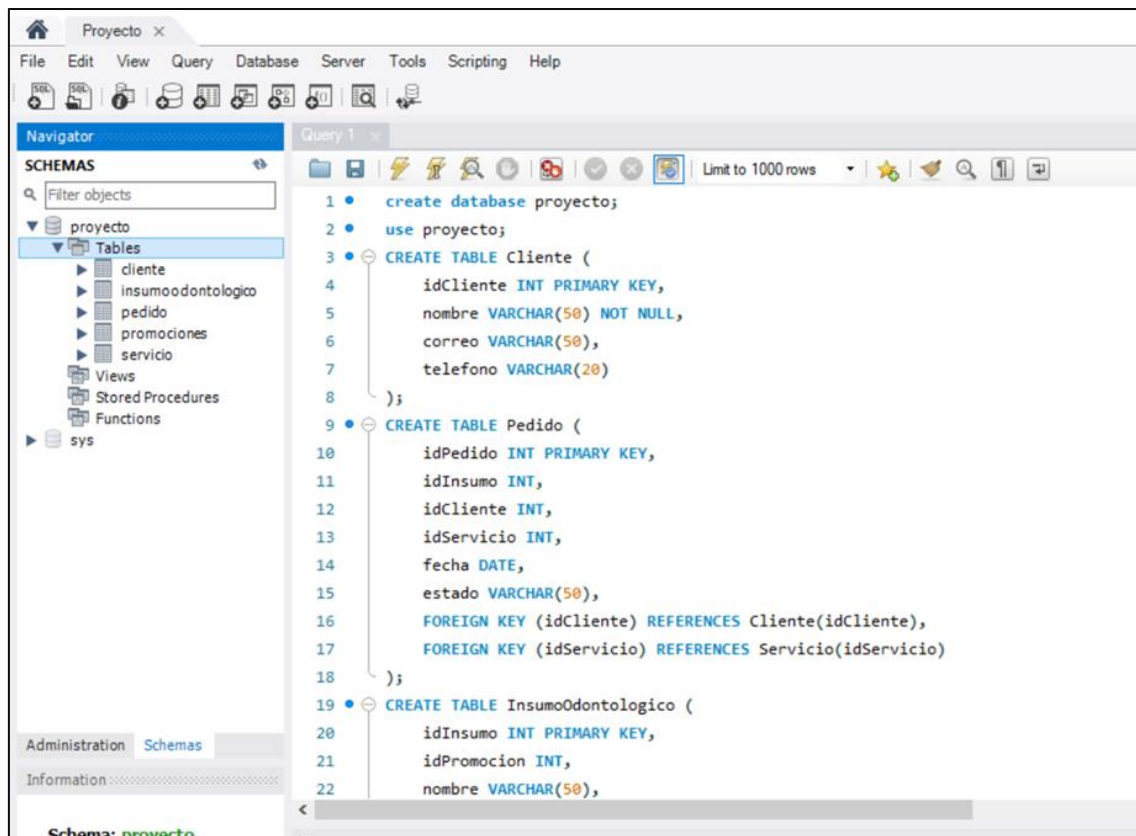 Proyecto
File Edit View Query Database Server Tools Scripting Help
Navigator
SCHEMAS
Filter objects
proyecto
Tables
cliente
insumoodontologico
pedido
promociones
servicio
Views
Stored Procedures
Functions
sys
Administration Schemas
Information
Schema: proyecto
Query 1
Limit to 1000 rows
1 create database proyecto;
2 use proyecto;
3 CREATE TABLE Cliente (
4 idCliente INT PRIMARY KEY,
5 nombre VARCHAR(50) NOT NULL,
6 correo VARCHAR(50),
7 telefono VARCHAR(20)
8 );
9 CREATE TABLE Pedido (
10 idPedido INT PRIMARY KEY,
11 idInsumo INT,
12 idCliente INT,
13 idServicio INT,
14 fecha DATE,
15 estado VARCHAR(50),
16 FOREIGN KEY (idCliente) REFERENCES Cliente(idCliente),
17 FOREIGN KEY (idServicio) REFERENCES Servicio(idServicio)
18 );
19 CREATE TABLE InsumoOdontologico (
20 idInsumo INT PRIMARY KEY,
21 idPromocion INT,
22 nombre VARCHAR(50),